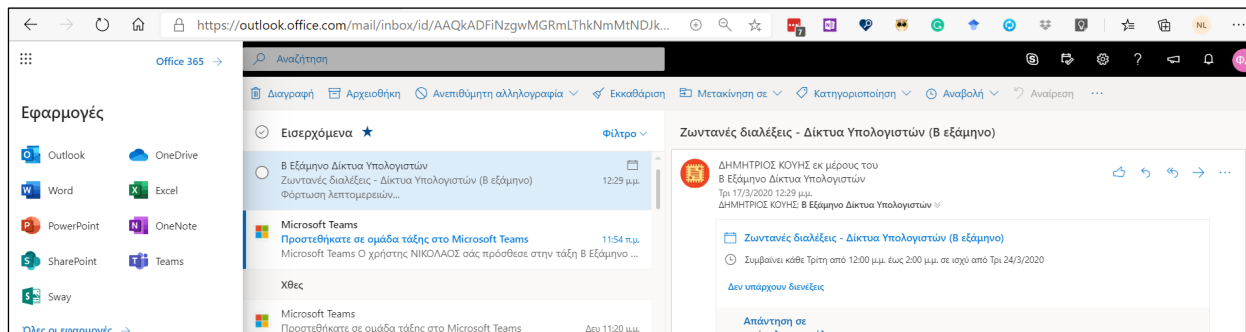 https://outlook.office.com/mail/inbox/id/AAQkADFiNzgwMGRmLThkNmMtNDJk...
7
NL
Office 365 →
Αναζήτηση
Εφαρμογές
Outlook
OneDrive
Word
Excel
PowerPoint
OneNote
SharePoint
Teams
Sway
Όλες οι εφαρμογές →
Διαγραφή
Αρχειοθήκη
Ανεπιθύμητη αλληλογραφία
Εκκαθάριση
Μετακίνηση σε
Κατηγοριοποίηση
Αναβολή
Αναίρεση
Εισερχόμενα ★
Φίλτρο
Β Εξάμηνο Δίκτυα Υπολογιστών
Ζωντανές διαλέξεις - Δίκτυα Υπολογιστών (Β εξάμηνο) 12:29 μ.μ.
Φόρτωση λεπτομερειών...
Microsoft Teams
Προστεθήκατε σε ομάδα τάξης στο Microsoft Teams 11:54 π.μ.
Microsoft Teams Ο χρήστης ΝΙΚΟΛΑΟΣ σάς πρόσθεσε στην τάξη Β Εξάμηνο ...
Χθες
Microsoft Teams
Προστεθήκατε σε ομάδα τάξης στο Microsoft Teams Δευ 11:20 μ.μ.
Ζωντανές διαλέξεις - Δίκτυα Υπολογιστών (Β εξάμηνο)
ΔΗΜΗΤΡΙΟΣ ΚΟΥΗΣ εκ μέρους του
Β Εξάμηνο Δίκτυα Υπολογιστών
Τρι 17/3/2020 12:29 μ.μ.
ΔΗΜΗΤΡΙΟΣ ΚΟΥΗΣ; Β Εξάμηνο Δίκτυα Υπολογιστών
Ζωντανές διαλέξεις - Δίκτυα Υπολογιστών (Β εξάμηνο)
Συμβαίνει κάθε Τρίτη από 12:00 μ.μ. έως 2:00 μ.μ. σε ισχύ από Τρι 24/3/2020
Δεν υπάρχουν διενέξεις
Απάντηση σε